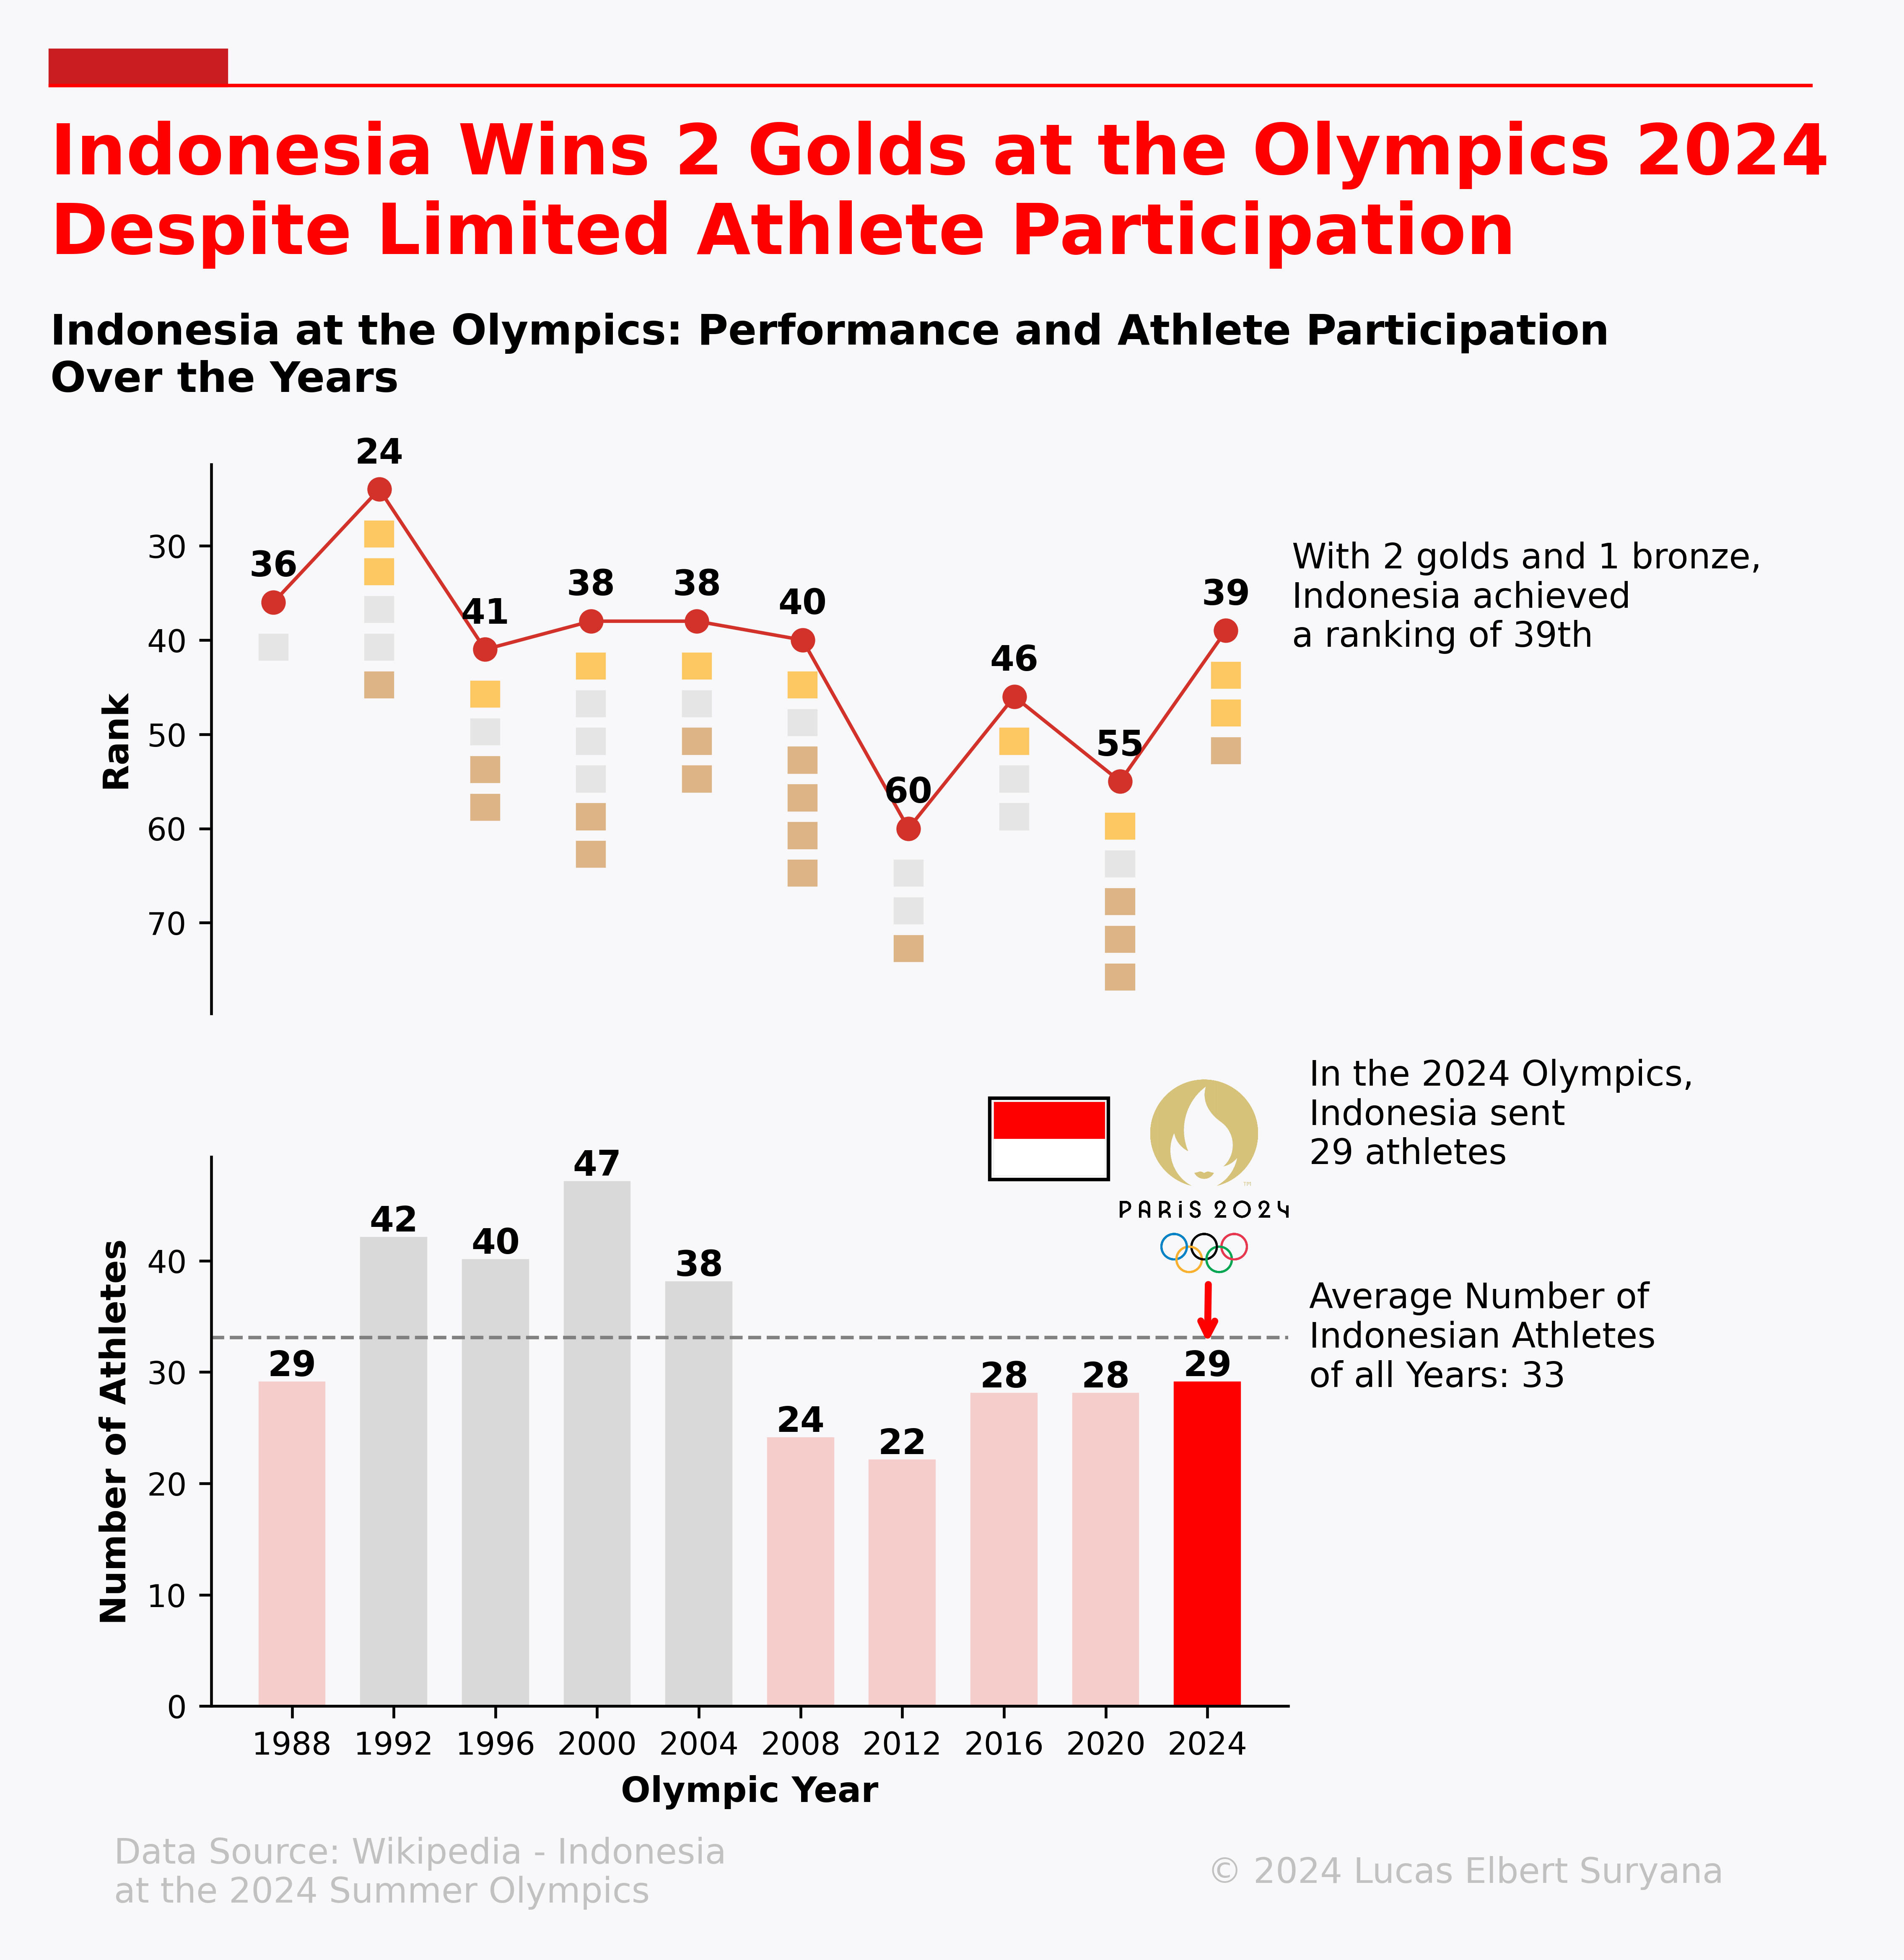 Indonesia Wins 2 Golds at the Olympics 2024
Despite Limited Athlete Participation
Indonesia at the Olympics: Performance and Athlete Participation
Over the Years
Rank
30
40
50
60
70
36
24
41
38
38
40
60
46
55
39
With 2 golds and 1 bronze,
Indonesia achieved
a ranking of 39th
In the 2024 Olympics,
Indonesia sent
29 athletes
TM
PARiS 2024
Average Number of
Indonesian Athletes
of all Years: 33
Number of Athletes
40
30
20
10
0
29
42
40
47
38
24
22
28
28
29
1988 1992 1996 2000 2004 2008 2012 2016 2020 2024
Olympic Year
Data Source: Wikipedia - Indonesia
at the 2024 Summer Olympics
© 2024 Lucas Elbert Suryana